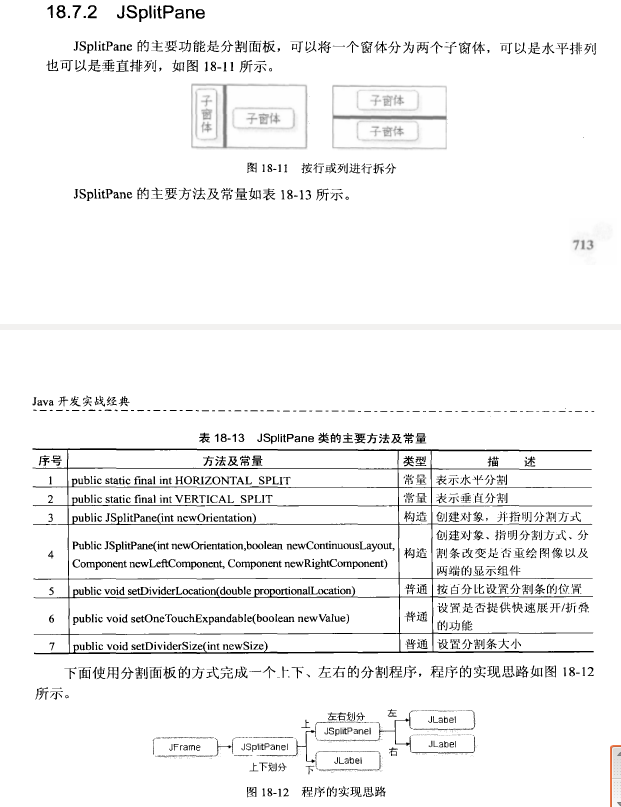 18.7.2 JSplitPane
JSplitPane 的主要功能是分割面板，可以将一个窗体分为两个子窗体，可以是水平排列
也可以是垂直排列，如图 18-11 所示。
子窗体
子窗体
子窗体
子窗体
图 18-11 按行或列进行拆分
JSplitPane 的主要方法及常量如表 18-13 所示。
713
Java 开发实战经典
表 18-13 JSplitPane 类的主要方法及常量
序号 方法及常量 类型 描 述
1 public static final int HORIZONTAL_SPLIT 常量 表示水平分割
2 public static final int VERTICAL_SPLIT 常量 表示垂直分割
3 public JSplitPane(int newOrientation) 构造 创建对象，并指明分割方式
4 Public JSplitPane(int newOrientation,boolean newContinuousLayout, Component newLeftComponent, Component newRightComponent) 构造 创建对象、指明分割方式、分割条改变是否重绘图像以及两端的显示组件
5 public void setDividerLocation(double proportionalLocation) 普通 按百分比设置分割条的位置
6 public void setOneTouchExpandable(boolean newValue) 普通 设置是否提供快速展开/折叠的功能
7 public void setDividerSize(int newSize) 普通 设置分割条大小
下面使用分割面板的方式完成一个上下、左右的分割程序，程序的实现思路如图 18-12
所示。
JFrame
JSplitPanel
上下划分
上
下
左右划分
JSplitPanel
JLabel
左
右
JLabel
JLabel
图 18-12 程序的实现思路